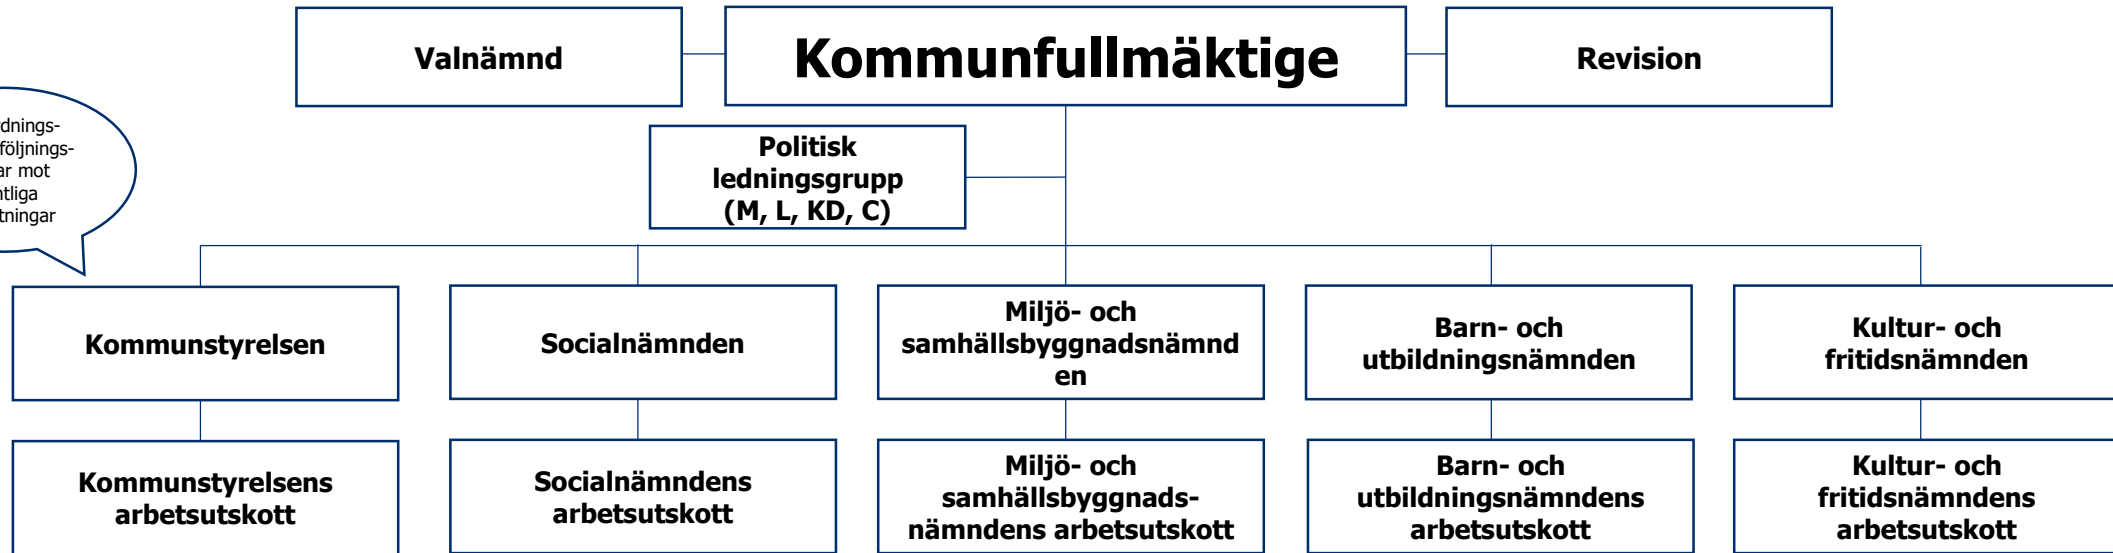 Valnämnd
Kommunfullmäktige
Revision
Politisk
ledningsgrupp
(M, L, KD, C)
mot
Kommunstyrelsen
Socialnämnden
Miljö- och
samhällsbyggnadsnämnd
en
Barn- och
utbildningsnämnden
Kultur- och
fritidsnämnden
Kommunstyrelsens
arbetsutskott
Socialnämndens
arbetsutskott
Miljö- och
samhällsbyggnads-
nämndens arbetsutskott
Barn- och
utbildningsnämndens
arbetsutskott
Kultur- och
fritidsnämndens
arbetsutskott